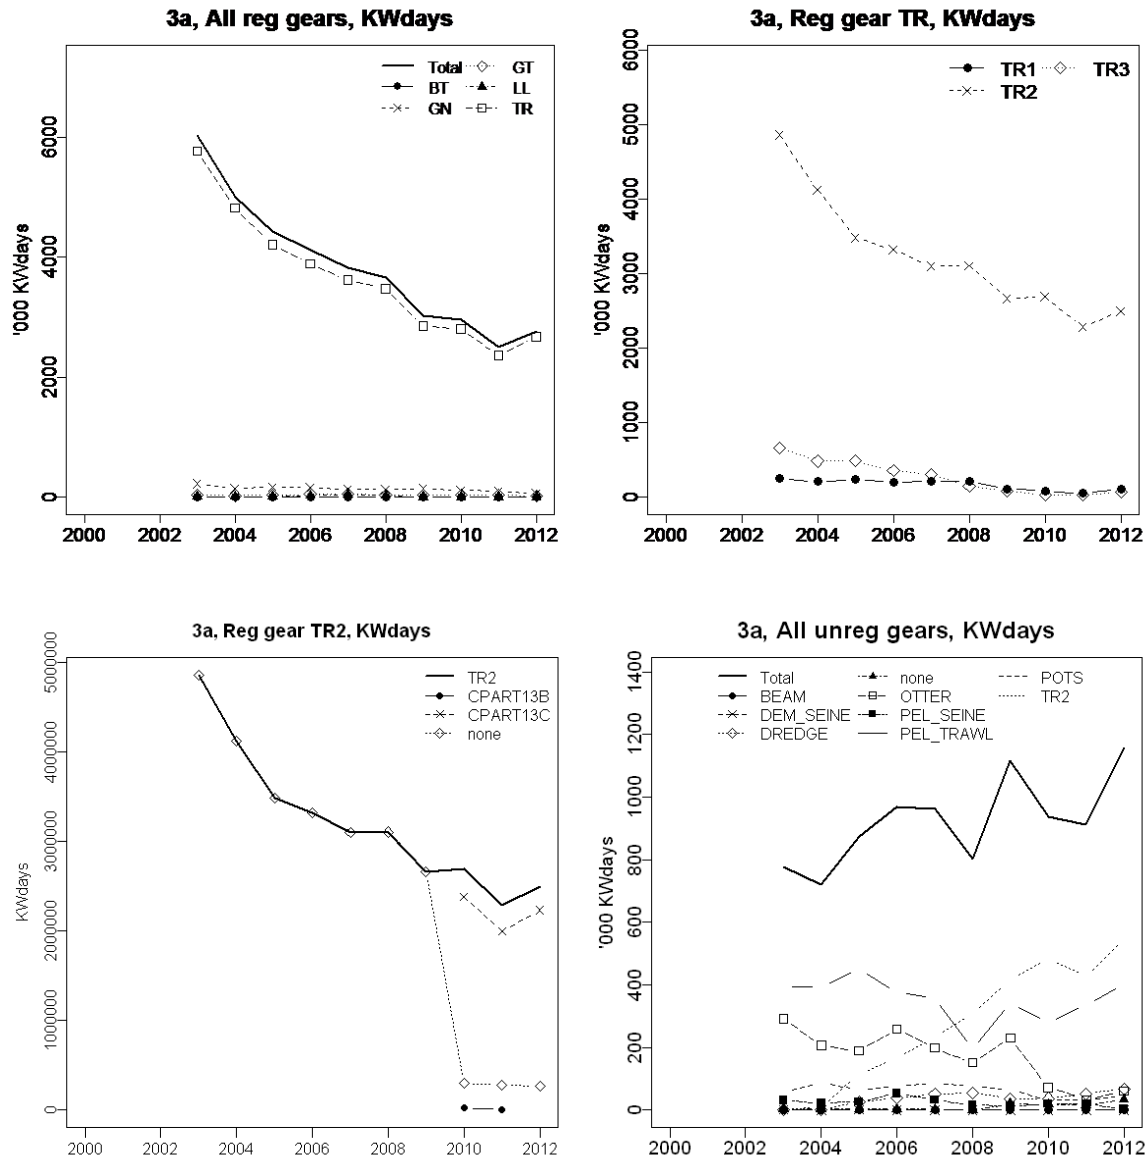 3a, All reg gears, KWdays
Total GT
BT LL
GN TR
'000 KWdays
6000
4000
2000
0
2000 2002 2004 2006 2008 2010 2012
3a, Reg gear TR, KWdays
TR1 TR3
TR2
'000 KWdays
6000
5000
4000
3000
2000
1000
0
2000 2002 2004 2006 2008 2010 2012
3a, Reg gear TR2, KWdays
TR2
CPART13B
CPART13C
none
KWdays
5000000
4000000
3000000
2000000
1000000
0
2000 2002 2004 2006 2008 2010 2012
3a, All unreg gears, KWdays
Total none POTS
BEAM OTTER TR2
DEM_SEINE PEL_SEINE
DREDGE PEL_TRAWL
'000 KWdays
1400
1200
1000
800
600
400
200
0
2000 2002 2004 2006 2008 2010 2012